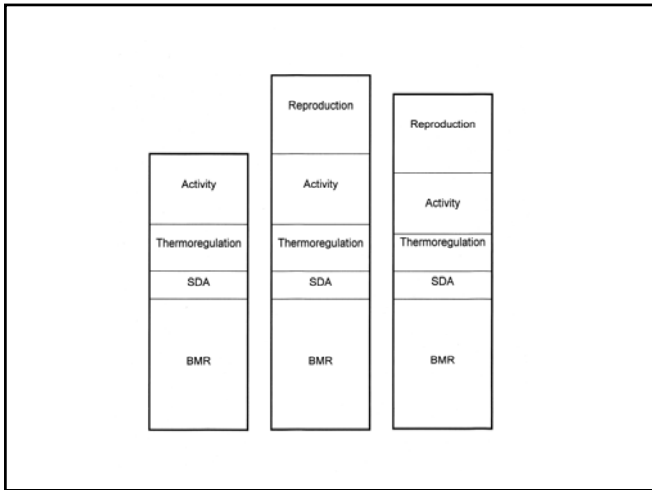 Activity
Thermoregulation
SDA
BMR
Reproduction
Activity
Thermoregulation
SDA
BMR
Reproduction
Activity
Thermoregulation
SDA
BMR